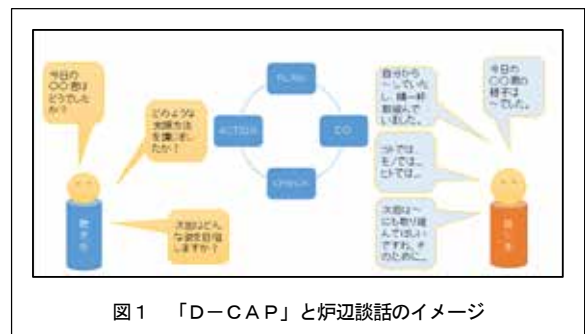 今日の
〇〇君は
どうでした
か?
どのような
支援方法
を講じまし
たか?
次回はどん
な姿を目指
しますか?
PLAN
DO
CHECK
ACTION
自分から
～していた
し、精一杯
取組んで
いました。
コトでは、
モノでは…
ヒトでは…
次回は～
にも取り組
んでほしい
ですね。そ
のために…
今日の
〇〇君の
様子は
～でした。
図１　「Ｄ－ＣＡＰ」と炉辺談話のイメージ